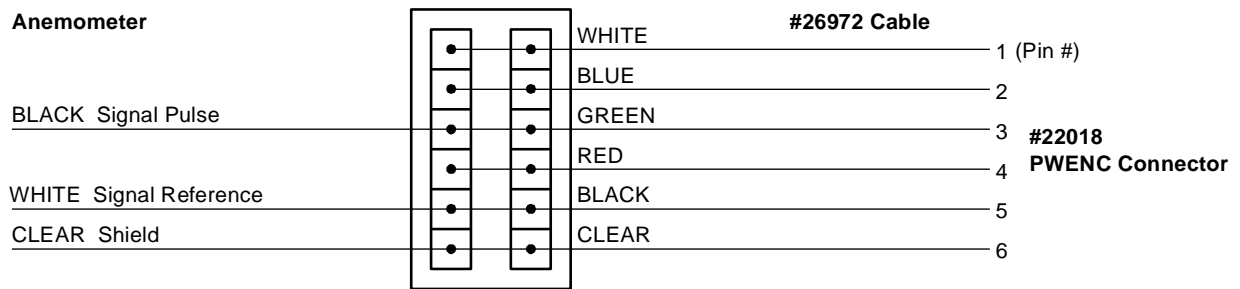 Anemometer
#26972 Cable
WHITE
1 (Pin #)
BLUE
2
BLACK Signal Pulse
GREEN
3
#22018
PWENC Connector
RED
4
WHITE Signal Reference
BLACK
5
CLEAR Shield
CLEAR
6